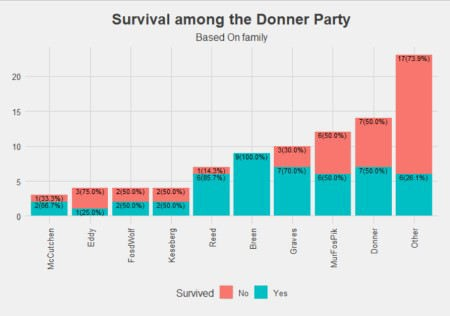 Survival among the Donner Party
Based On family
17(73.9%)
20
15
7(50.0%)
6(50.0%)
10
9(100.0%)
3(30.0%)
1(14.3%)
6(85.7%)
7(70.0%)
6(50.0%)
7(50.0%)
6(26.1%)
5
3(75.0%)
2(50.0%)
2(50.0%)
1(33.3%)
2(66.7%)
1(25.0%)
2(50.0%)
2(50.0%)
0
McCutchen
Eddy
FosdWolf
Keseberg
Reed
Breen
Graves
MurFosPik
Donner
Other
Survived No Yes